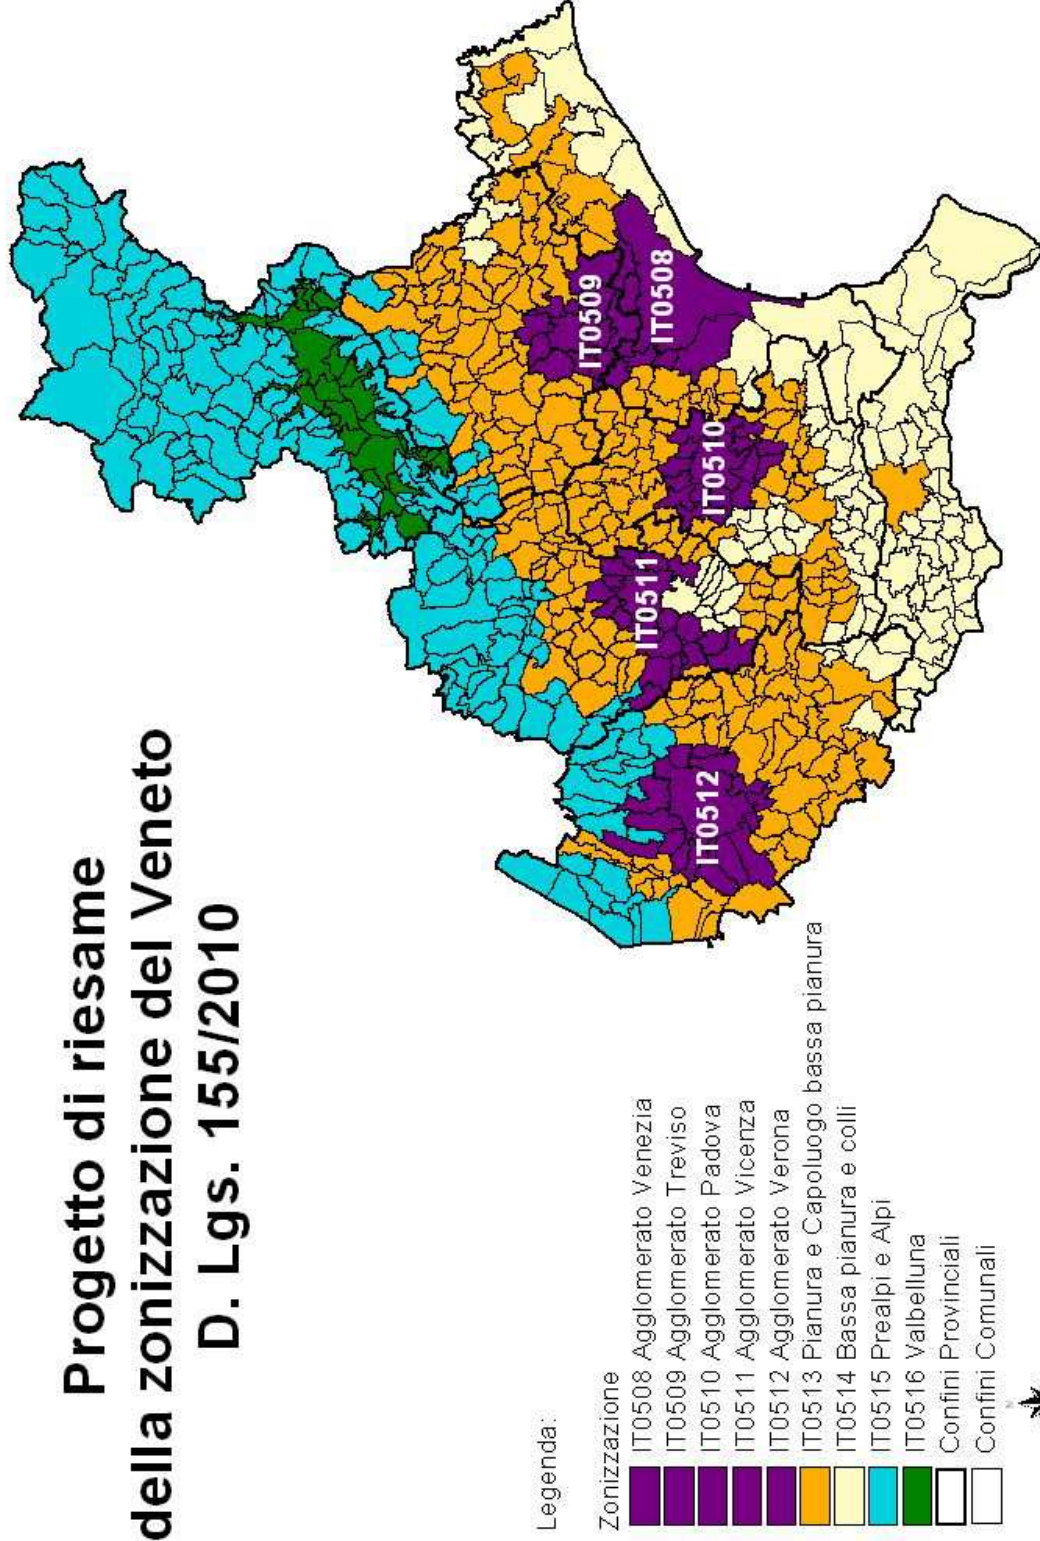 Progetto di riesame
della zonizzazione del Veneto
D. Lgs. 155/2010
Legenda:
Zonizzazione
IT0508 Agglomerato Venezia
IT0509 Agglomerato Treviso
IT0510 Agglomerato Padova
IT0511 Agglomerato Vicenza
IT0512 Agglomerato Verona
IT0513 Pianura e Capoluogo bassa pianura
IT0514 Bassa pianura e colli
IT0515 Prealpi e Alpi
IT0516 Valbelluna
Confini Provinciali
Confini Comunali
IT0512
IT0511
IT0510
IT0509
IT0508